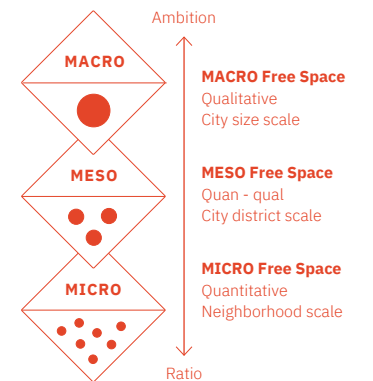 Ambition
MACRO
MACRO Free Space
Qualitative
City size scale
MESO
MESO Free Space
Quan - qual
City district scale
MICRO
MICRO Free Space
Quantitative
Neighborhood scale
Ratio